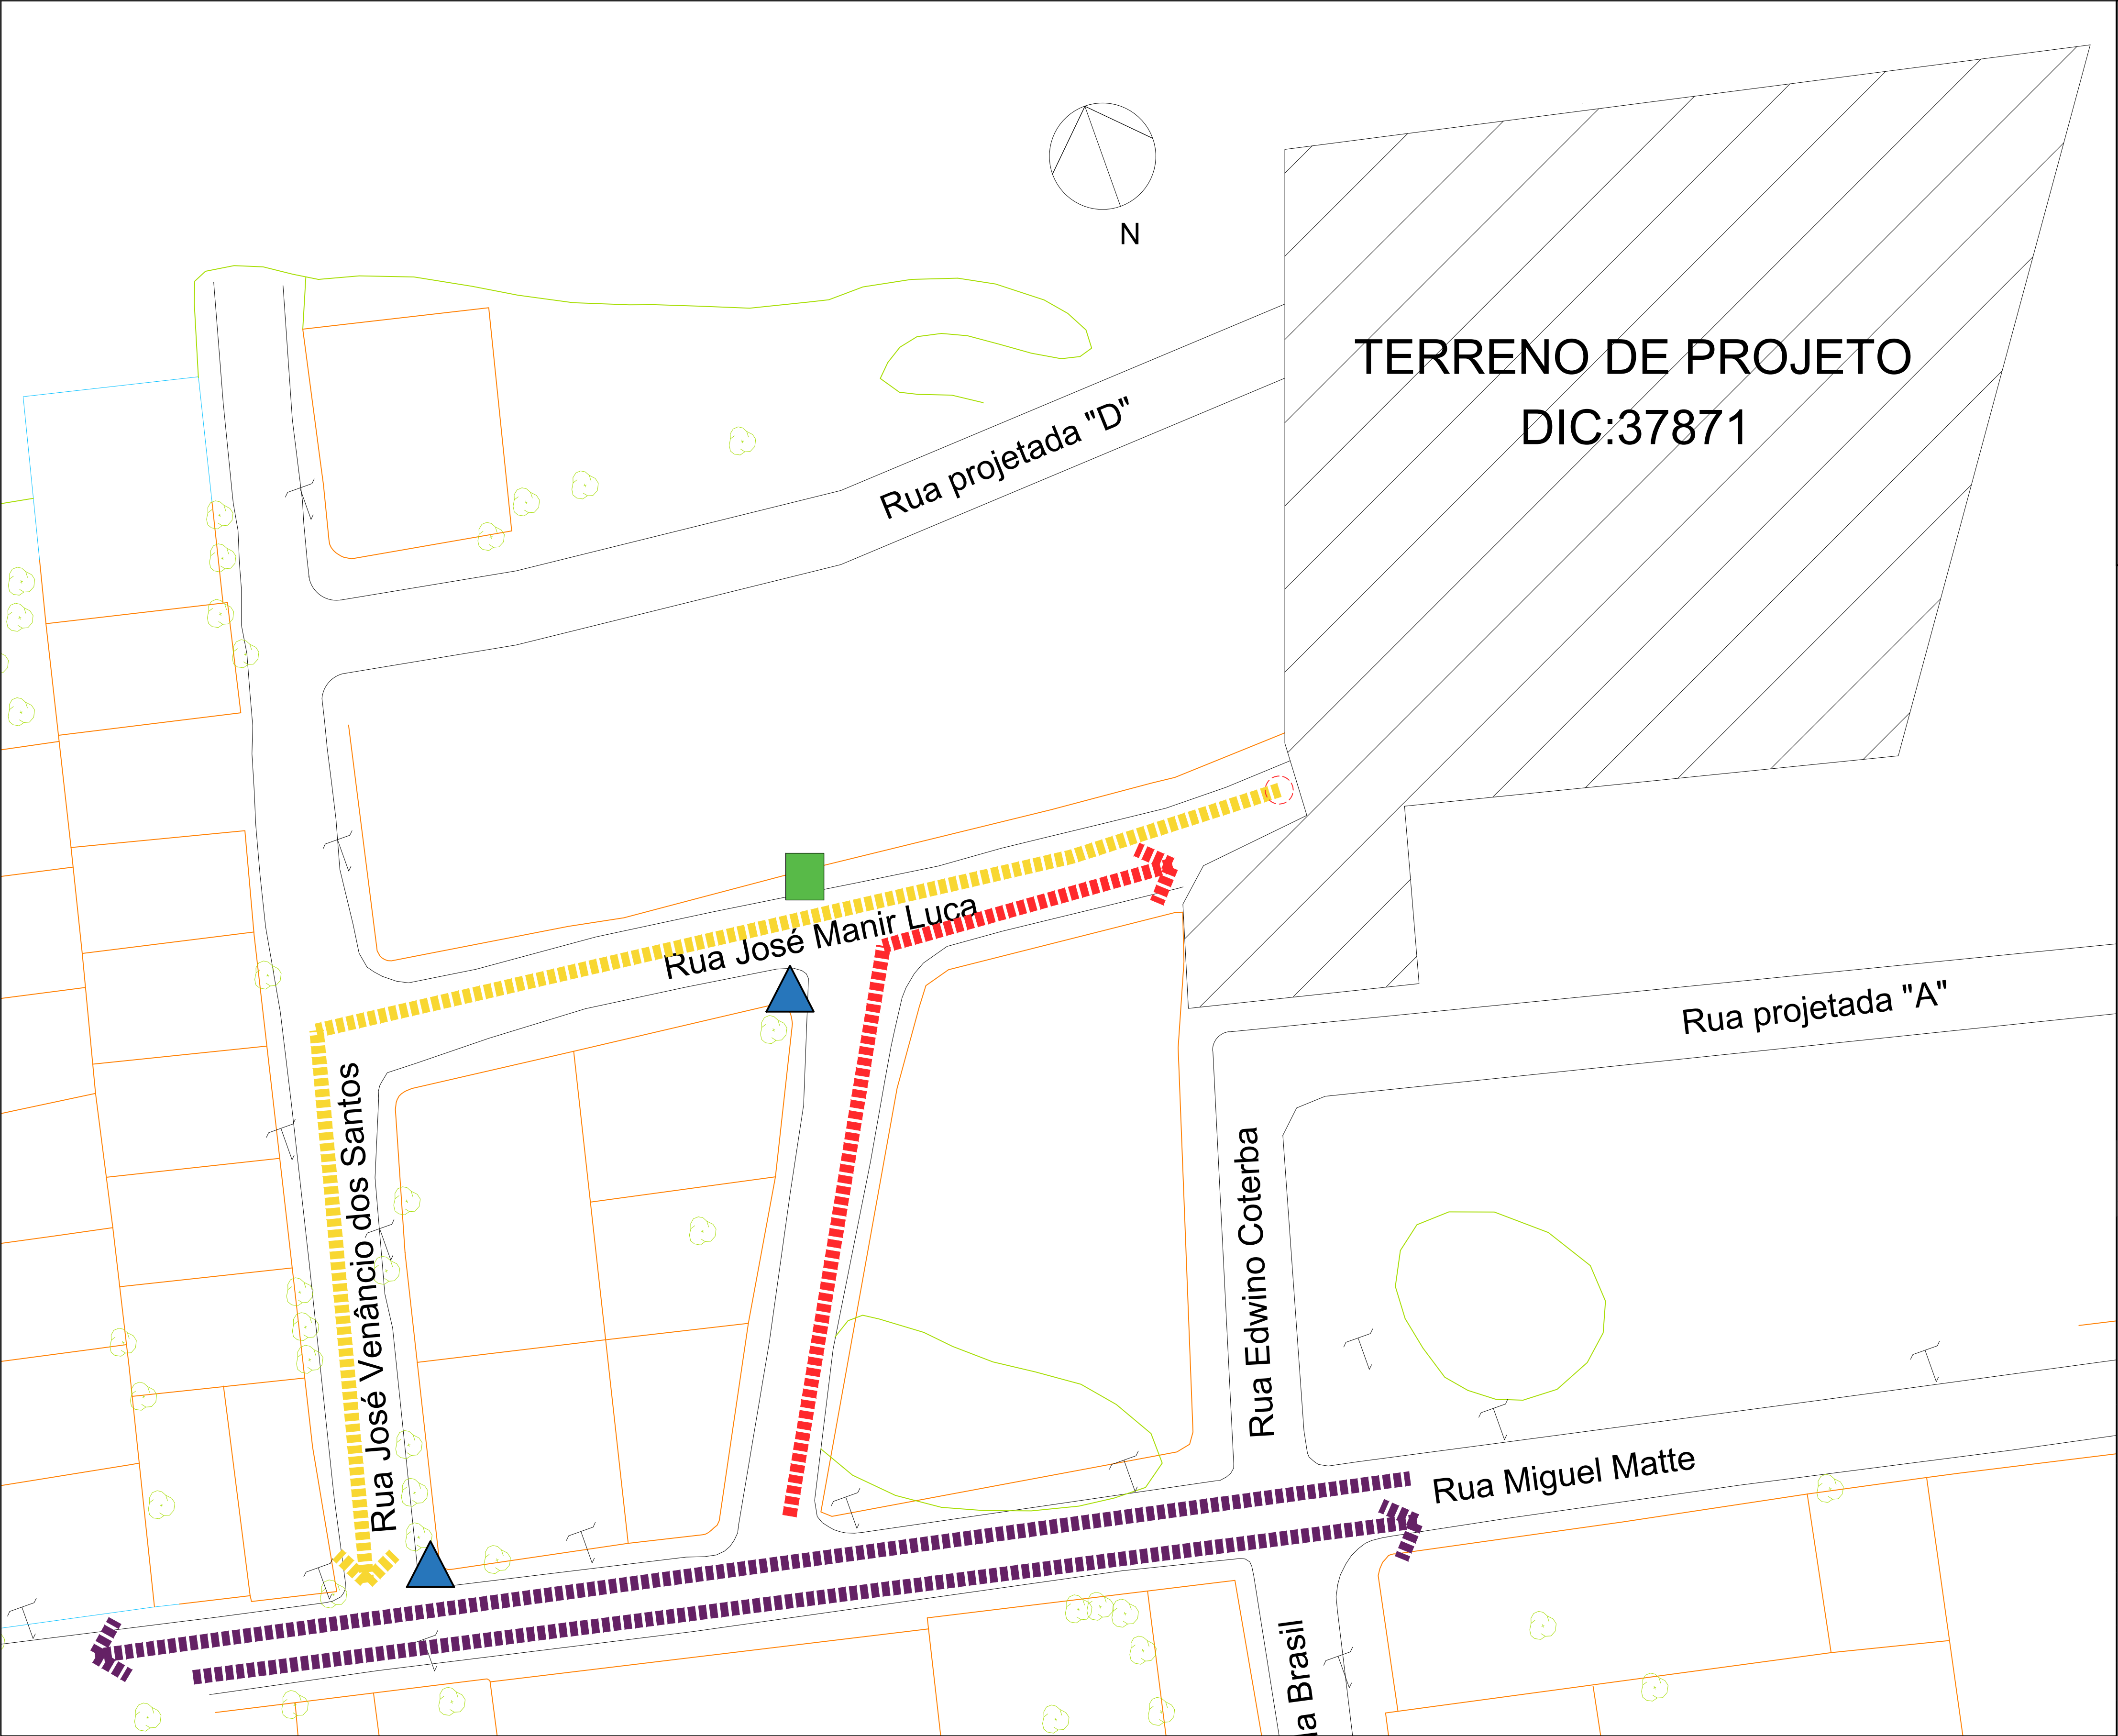 N
TERRENO DE PROJETO
DIC:37871
Rua projetada "D"
Rua José Manir Luca
Rua projetada "A"
Rua José Venâncio dos Santos
Rua Edwino Coterba
Rua Miguel Matte
a Brasil